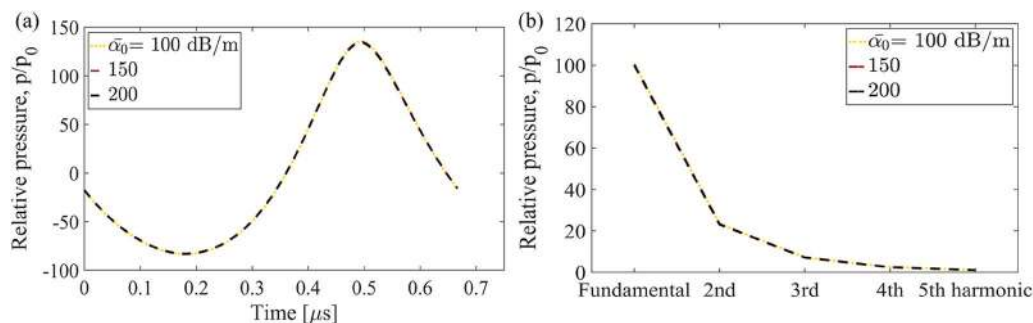 (a)
150
100
50
0
-50
-100
Relative pressure, p/p0
ᾱ0= 100 dB/m
150
200
0 0.1 0.2 0.3 0.4 0.5 0.6 0.7
Time [μs]
(b)
120
100
80
60
40
20
0
Relative pressure, p/p0
ᾱ0= 100 dB/m
150
200
Fundamental 2nd 3rd 4th 5th harmonic